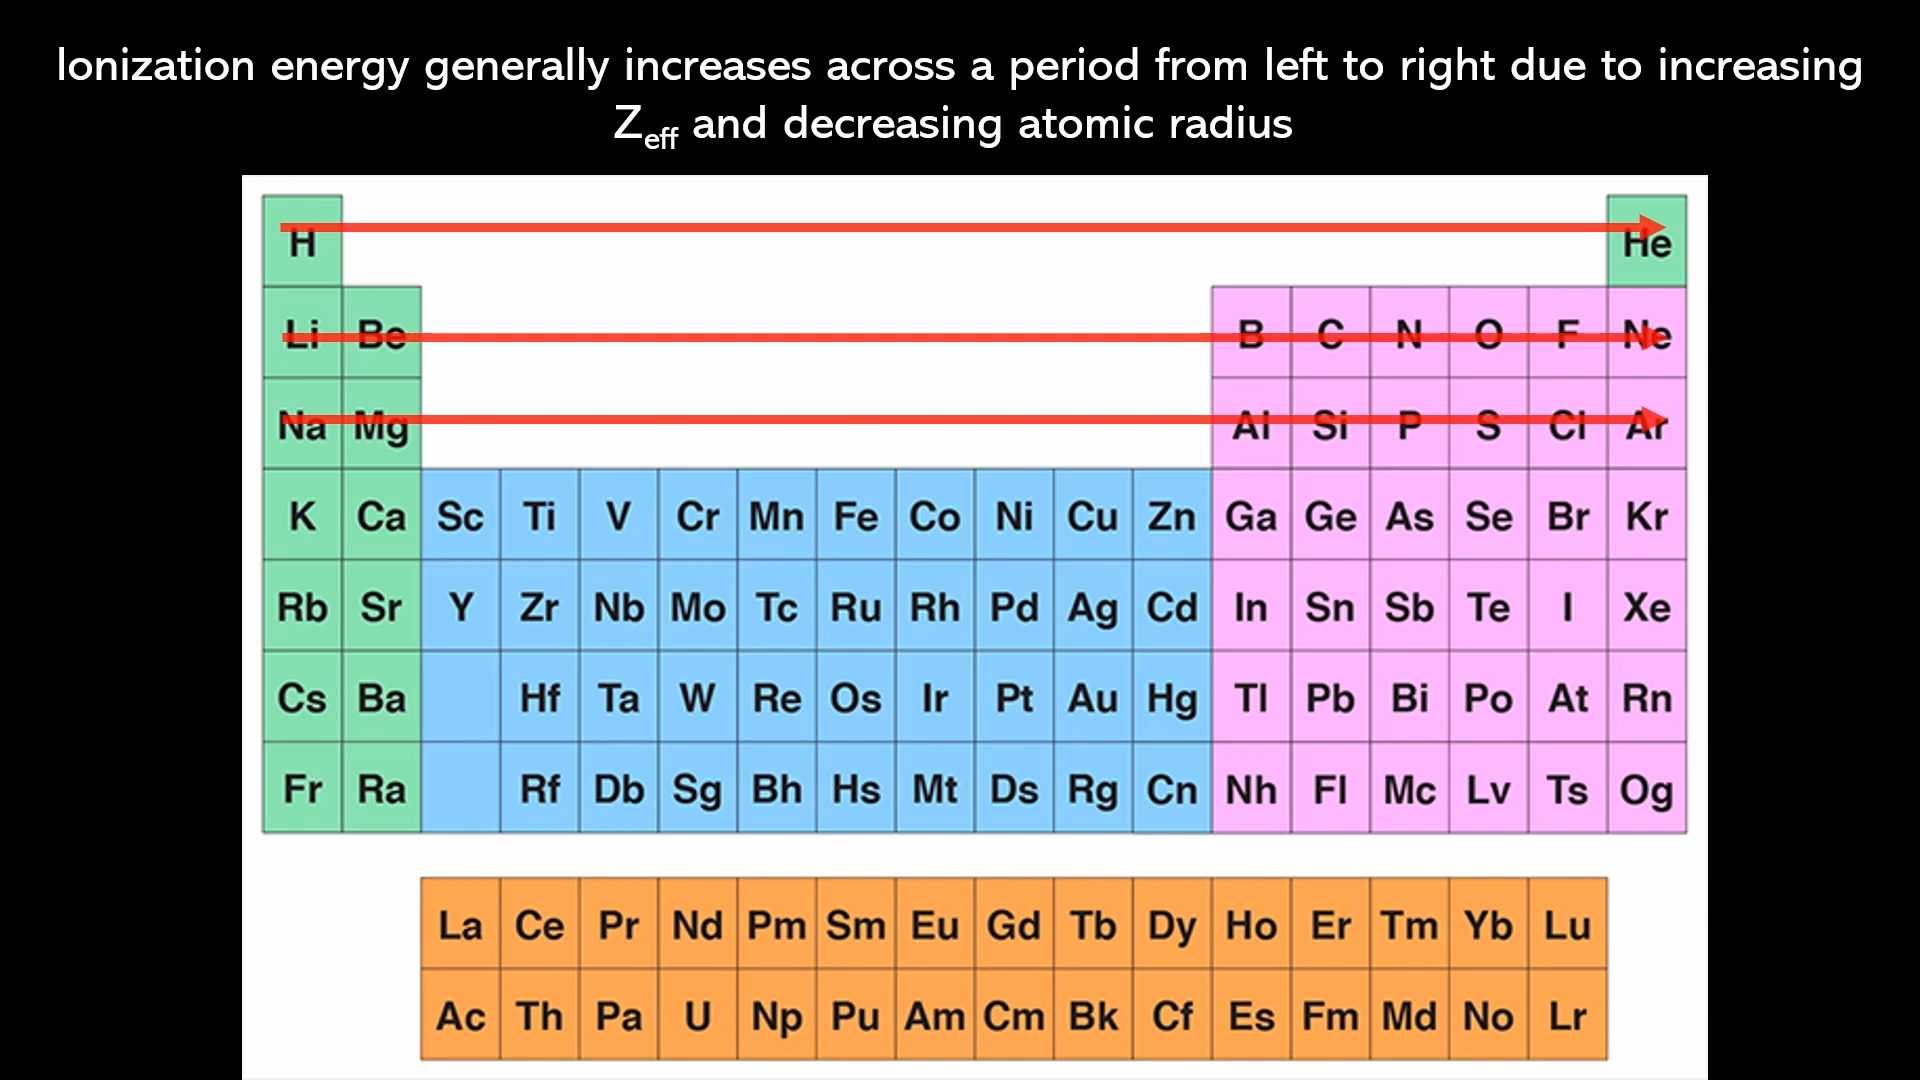 Ionization energy generally increases across a period from left to right due to increasing
Zeff and decreasing atomic radius
H He
Li Be B C N O F Ne
Na Mg Al Si P S Cl Ar
K Ca Sc Ti V Cr Mn Fe Co Ni Cu Zn Ga Ge As Se Br Kr
Rb Sr Y Zr Nb Mo Tc Ru Rh Pd Ag Cd In Sn Sb Te I Xe
Cs Ba Hf Ta W Re Os Ir Pt Au Hg Tl Pb Bi Po At Rn
Fr Ra Rf Db Sg Bh Hs Mt Ds Rg Cn Nh Fl Mc Lv Ts Og
La Ce Pr Nd Pm Sm Eu Gd Tb Dy Ho Er Tm Yb Lu
Ac Th Pa U Np Pu Am Cm Bk Cf Es Fm Md No Lr